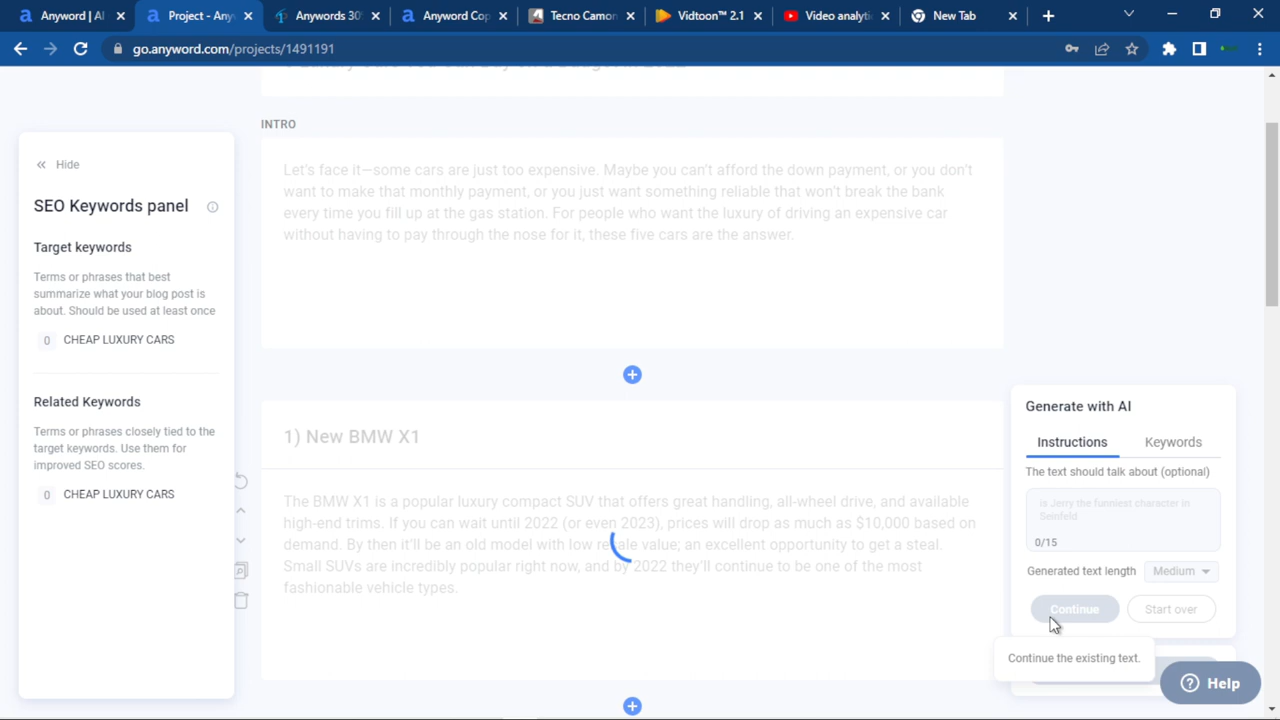 Anyword | AI
Project - Any
Anywords 30
Anyword Cop
Tecno Camon
Vidtoon™ 2.1
Video analyti
New Tab
go.anyword.com/projects/1491191
INTRO
Let's face it—some cars are just too expensive. Maybe you can't afford the down payment, or you don't
want to make that monthly payment, or you just want something reliable that won't break the bank
every time you fill up at the gas station. For people who want the luxury of driving an expensive car
without having to pay through the nose for it, these five cars are the answer.
Hide
SEO Keywords panel
Target keywords
Terms or phrases that best
summarize what your blog post is
about. Should be used at least once
0 CHEAP LUXURY CARS
Related Keywords
Terms or phrases closely tied to the
target keywords. Use them for
improved SEO scores.
0 CHEAP LUXURY CARS
1) New BMW X1
The BMW X1 is a popular luxury compact SUV that offers great handling, all-wheel drive, and available
high-end trims. If you can wait until 2022 (or even 2023), prices will drop as much as $10,000 based on
demand. By then it'll be an old model with low resale value; an excellent opportunity to get a steal.
Small SUVs are incredibly popular right now, and by 2022 they'll continue to be one of the most
fashionable vehicle types.
Generate with AI
Instructions Keywords
The text should talk about (optional)
is Jerry the funniest character in
Seinfeld
0/15
Generated text length Medium
Continue Start over
Continue the existing text.
Help